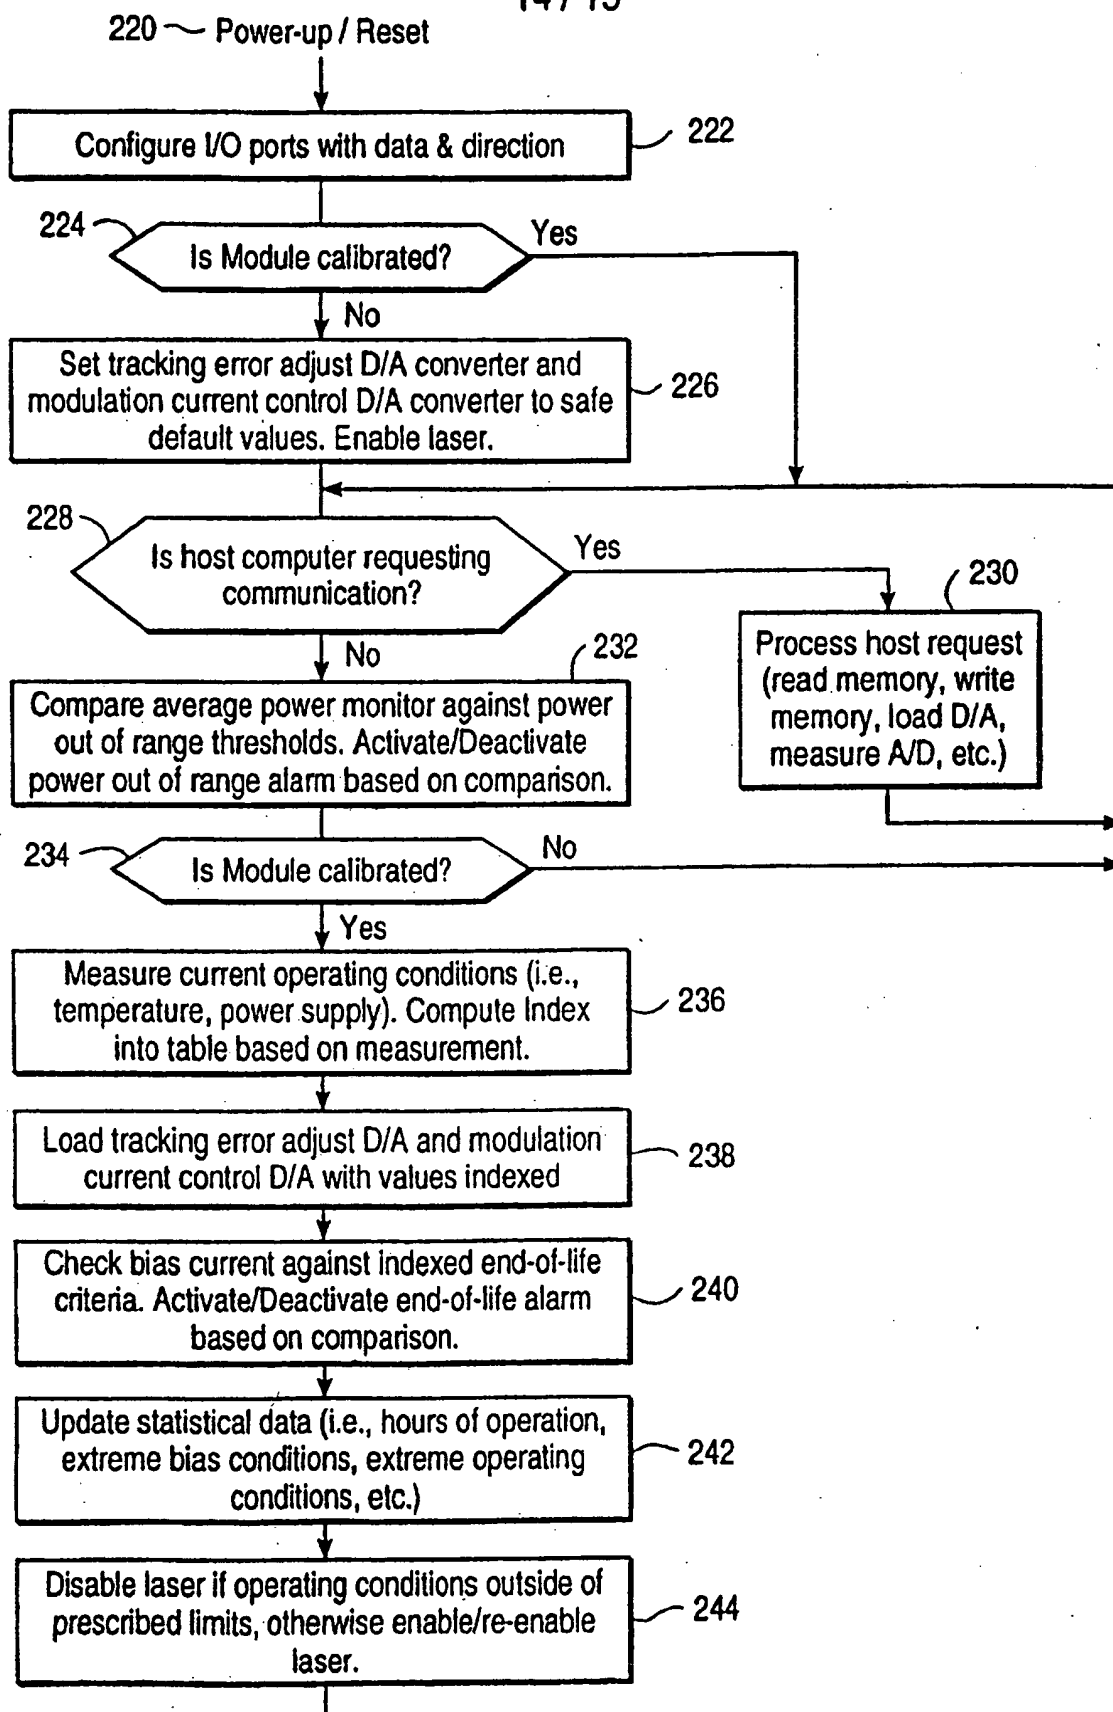 14 / 15
220 Power-up / Reset
Configure I/O ports with data & direction
222
224
Is Module calibrated?
Yes
No
Set tracking error adjust D/A converter and
modulation current control D/A converter to safe
default values. Enable laser.
226
228
Is host computer requesting
communication?
Yes
230
Process host request
(read memory, write
memory, load D/A,
measure A/D, etc.)
No
232
Compare average power monitor against power
out of range thresholds. Activate/Deactivate
power out of range alarm based on comparison.
234
Is Module calibrated?
No
Yes
Measure current operating conditions (i.e.,
temperature, power supply). Compute Index
into table based on measurement.
236
Load tracking error adjust D/A and modulation
current control D/A with values indexed
238
Check bias current against indexed end-of-life
criteria. Activate/Deactivate end-of-life alarm
based on comparison.
240
Update statistical data (i.e., hours of operation,
extreme bias conditions, extreme operating
conditions, etc.)
242
Disable laser if operating conditions outside of
prescribed limits, otherwise enable/re-enable
laser.
244